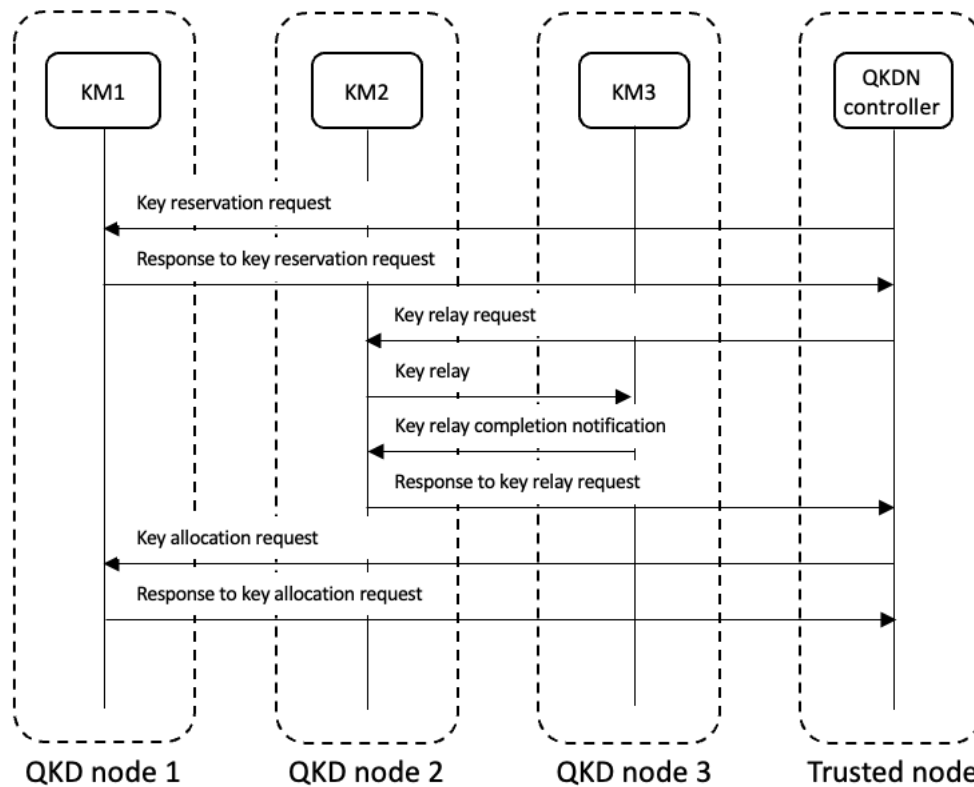 KM1
KM2
KM3
QKDN
controller
Key reservation request
Response to key reservation request
Key relay request
Key relay
Key relay completion notification
Response to key relay request
Key allocation request
Response to key allocation request
QKD node 1
QKD node 2
QKD node 3
Trusted node